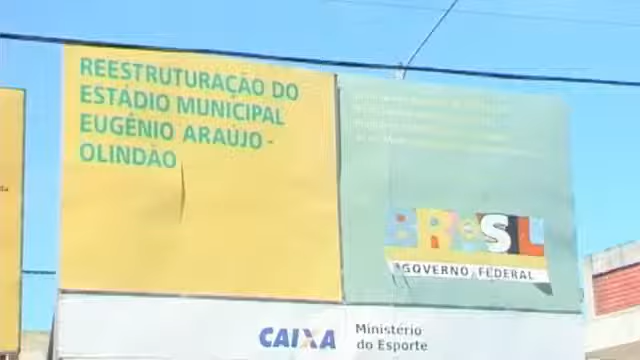 REESTRUTURAÇÃO DO
ESTÁDIO MUNICIPAL
EUGÊNIO ARAÚJO -
OLINDÃO
BRASIL
GOVERNO FEDERAL
CAIXA
Ministério
do Esporte